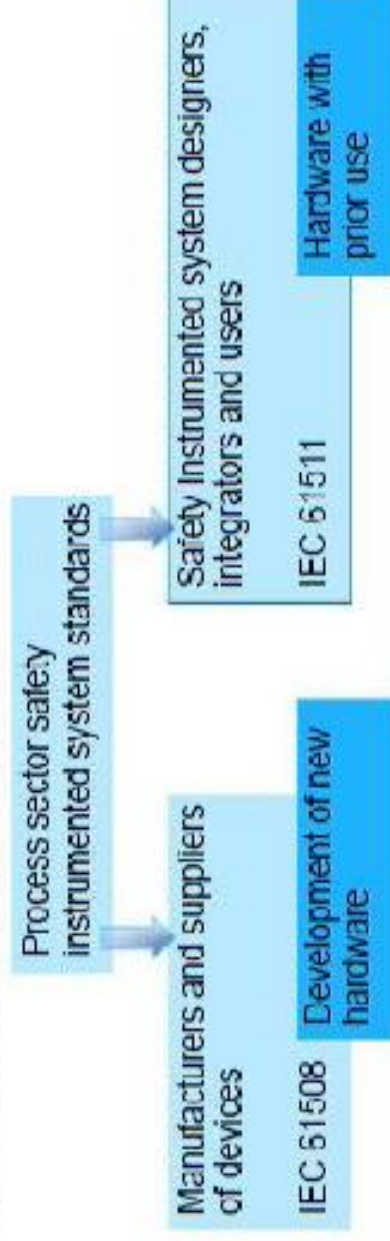 Process sector safety
instrumented system standards
Manufacturers and suppliers
of devices
IEC 61508
Development of new
hardware
Safety Instrumented system designers,
integrators and users
IEC 61511
Hardware with
prior use